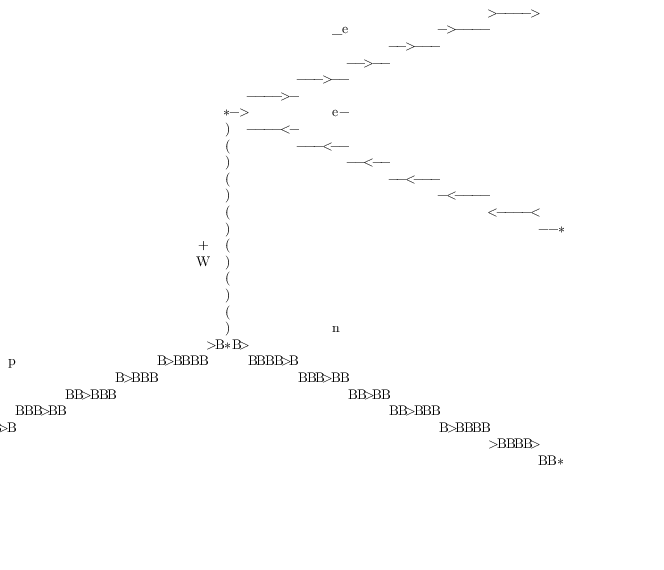 >——–>
_e
–>——–
——>——
——>——
———>—
————>–
*–>
e–
)
————<–
(
———<—
)
——<——
(
——<———
)
–<———–
(
<————<
)
——*
+
(
W
)
(
)
(
)
n
>B*B>
p
B>BBBB
BBBB>B
B>BBB
BBB>BB
BB>BBB
BB>BB
BBB>BB
BB>BBB
>B
B>BBBB
>BBBB>
BB*